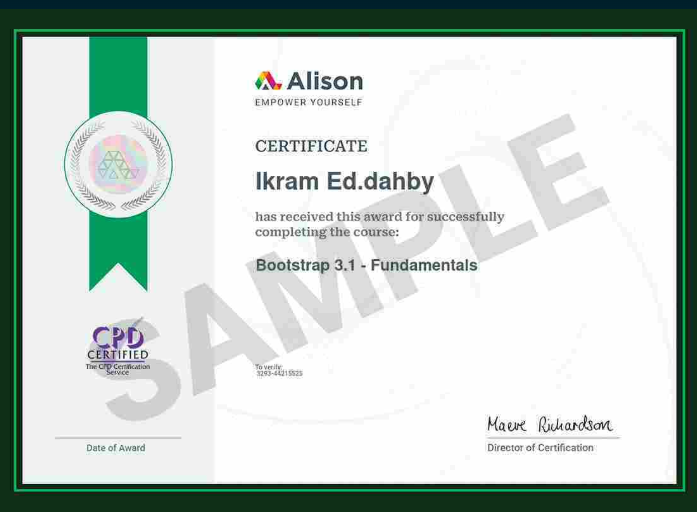 Alison
EMPOWER YOURSELF
CERTIFICATE
Ikram Ed.dahby
has received this award for successfully
completing the course:
Bootstrap 3.1 - Fundamentals
SAMPLE
CPD
CERTIFIED
The CPD Certification
Service
To verify:
3293-44215525
Maeve Richardson
Date of Award
Director of Certification